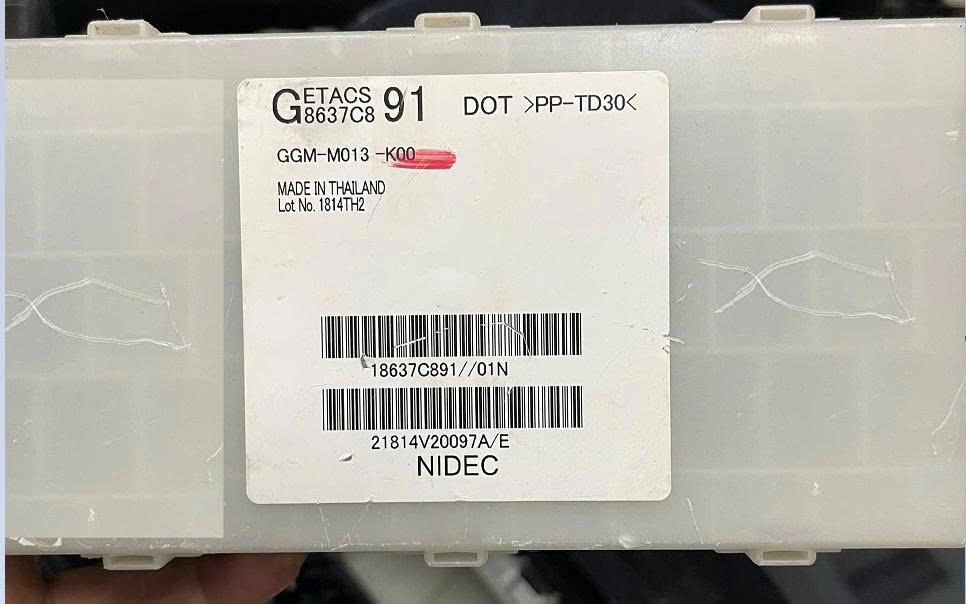 GETACS 8637C8 91 DOT >PP-TD30<
GGM-M013 -K00
MADE IN THAILAND
Lot No. 1814TH2
18637C891//01N
21814V20097A/E
NIDEC